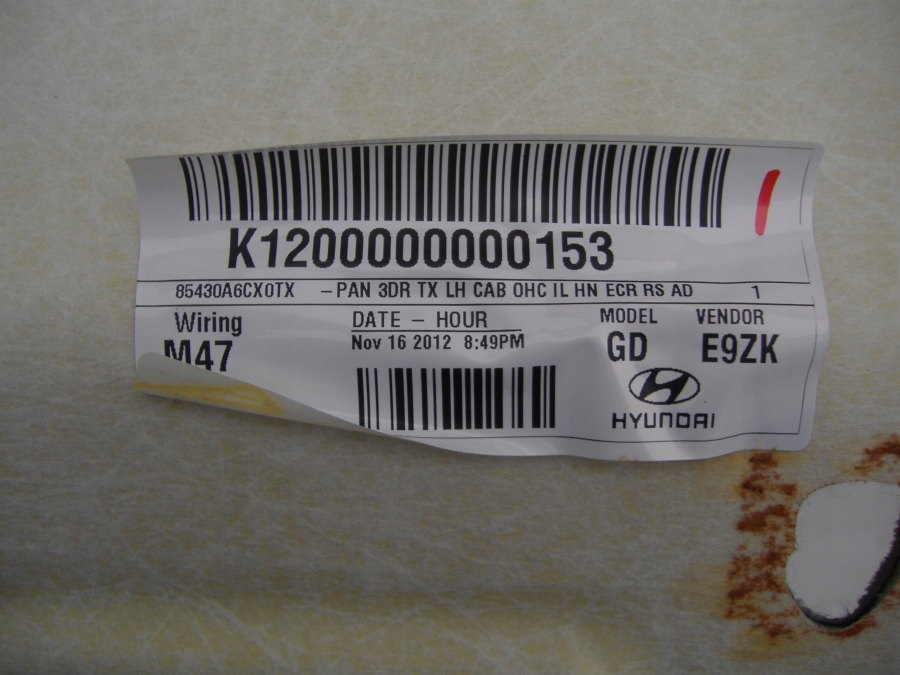 K1200000000153
85430A6CX0TX -PAN 3DR TX LH CAB OHC IL HN ECR RS AD 1
Wiring
M47
DATE - HOUR
Nov 16 2012 8:49PM
MODEL VENDOR
GD E9ZK
HYUNDAI